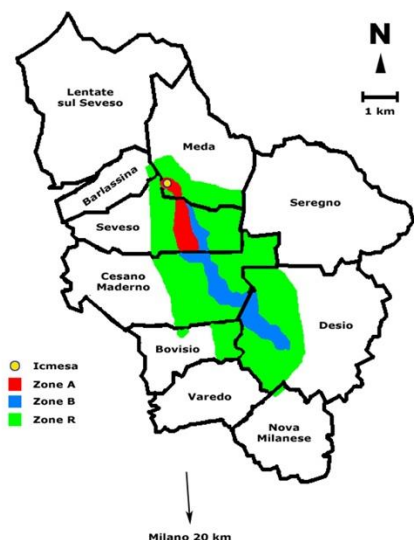 N
1 km
Lentate
sul Seveso
Meda
Barlassina
Seregno
Seveso
Cesano
Maderno
Desio
Bovisio
Varedo
Nova
Milanese
Icmesa
Zone A
Zone B
Zone R
Milano 20 km